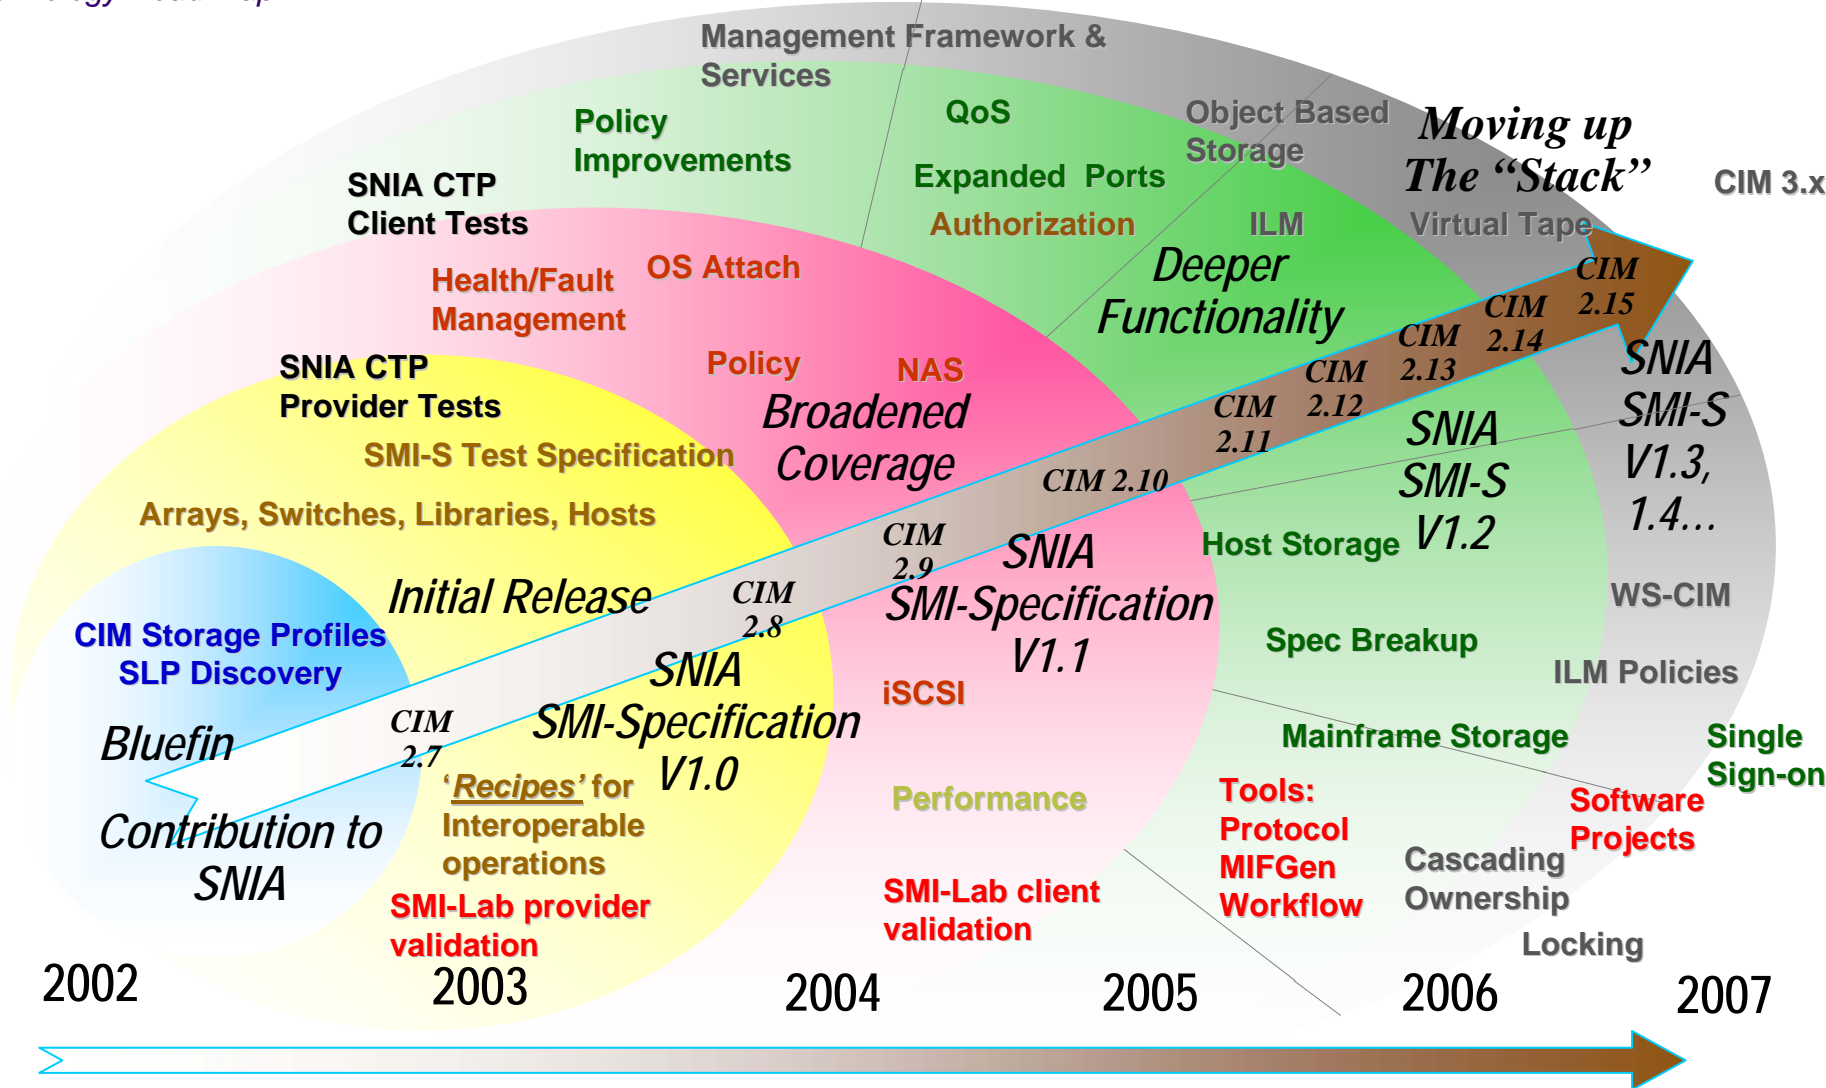 Management Framework &
Services
Policy
Improvements
QoS
Object Based
Storage
Moving up
The “Stack”
Expanded Ports
CIM 3.x
SNIA CTP
Client Tests
Authorization
ILM
Virtual Tape
Health/Fault
Management
OS Attach
Deeper
Functionality
CIM
2.15
CIM
2.14
CIM
2.13
CIM
2.12
CIM
2.11
CIM 2.10
CIM
2.9
CIM
2.8
CIM
2.7
SNIA CTP
Provider Tests
Policy
NAS
Broadened
Coverage
SNIA
SMI-S
V1.3,
1.4…
SNIA
SMI-S
V1.2
SMI-S Test Specification
Arrays, Switches, Libraries, Hosts
Initial Release
SNIA
SMI-Specification
V1.1
Host Storage
WS-CIM
CIM Storage Profiles
SLP Discovery
Spec Breakup
ILM Policies
SNIA
SMI-Specification
V1.0
iSCSI
Bluefin
Mainframe Storage
Single
Sign-on
‘Recipes’ for
Interoperable
operations
Performance
Tools:
Protocol
MIFGen
Workflow
Software
Projects
Contribution to
SNIA
Cascading
Ownership
SMI-Lab provider
validation
SMI-Lab client
validation
Locking
2002
2003
2004
2005
2006
2007